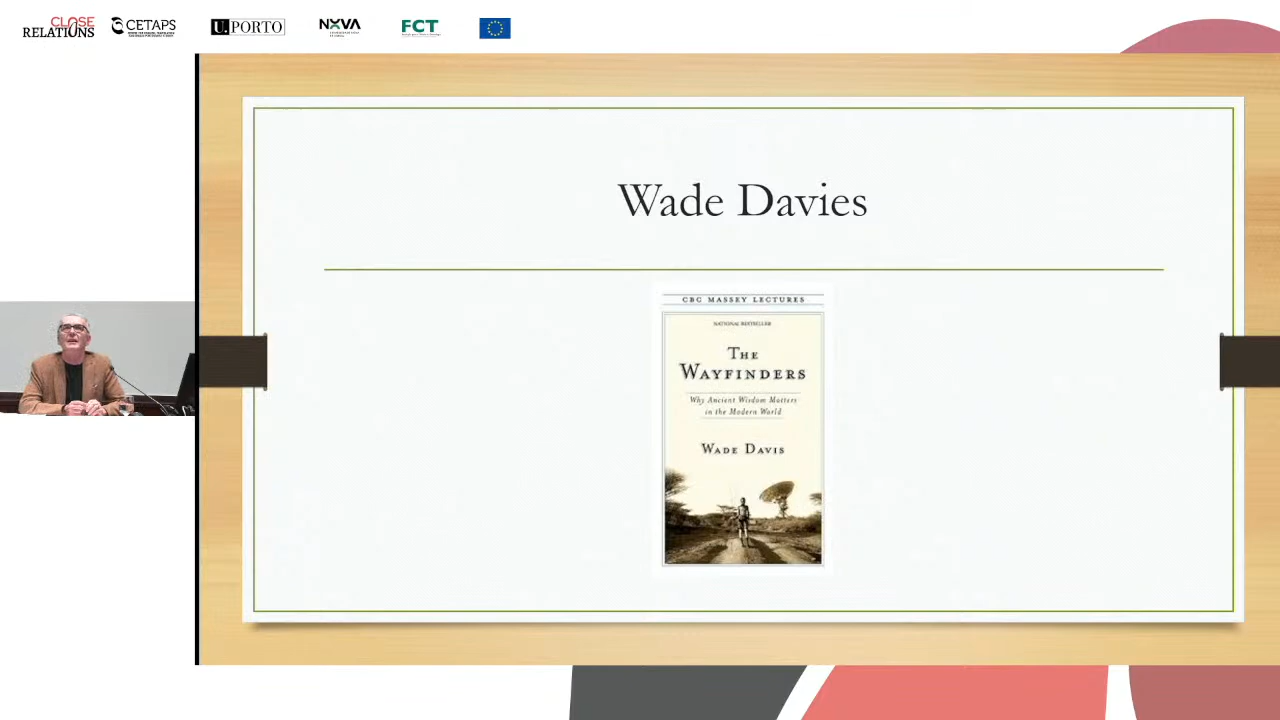 CLOSE
RELATIONS
CETAPS
U.PORTO
NOVA
FCT
Wade Davies
CBC MASSEY LECTURES
NATIONAL BESTSELLER
THE
WAYFINDERS
Why Ancient Wisdom Matters
in the Modern World
WADE DAVIS